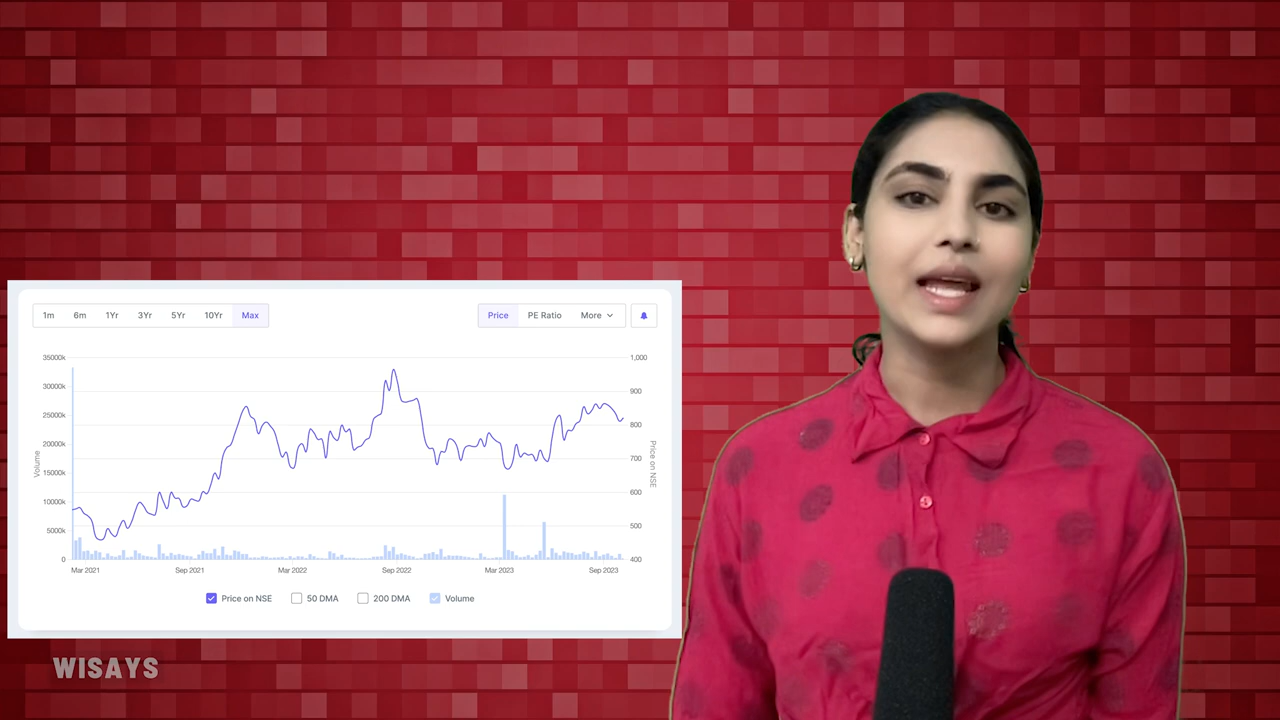 1m 6m 1Yr 3Yr 5Yr 10Yr Max
Price PE Ratio More
35000k
30000k
25000k
20000k
15000k
10000k
5000k
0
Volume
1,000
900
800
700
600
500
400
Price on NSE
Mar 2021 Sep 2021 Mar 2022 Sep 2022 Mar 2023 Sep 2023
Price on NSE 50 DMA 200 DMA Volume
WISAYS